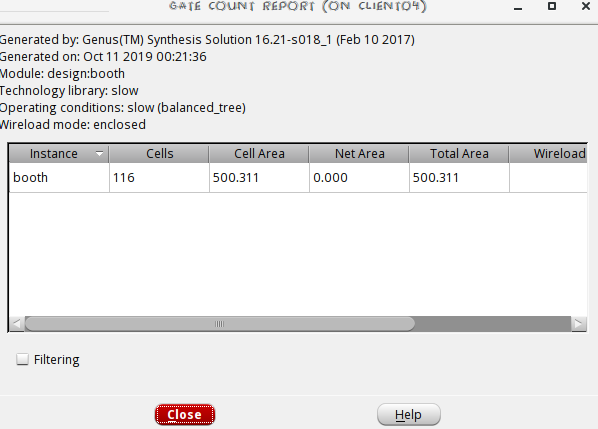 GATE COUNT REPORT (ON CLIENT04)
Generated by: Genus(TM) Synthesis Solution 16.21-s018_1 (Feb 10 2017)
Generated on: Oct 11 2019 00:21:36
Module: design:booth
Technology library: slow
Operating conditions: slow (balanced_tree)
Wireload mode: enclosed
Instance Cells Cell Area Net Area Total Area Wireload
booth 116 500.311 0.000 500.311
Filtering
Close Help